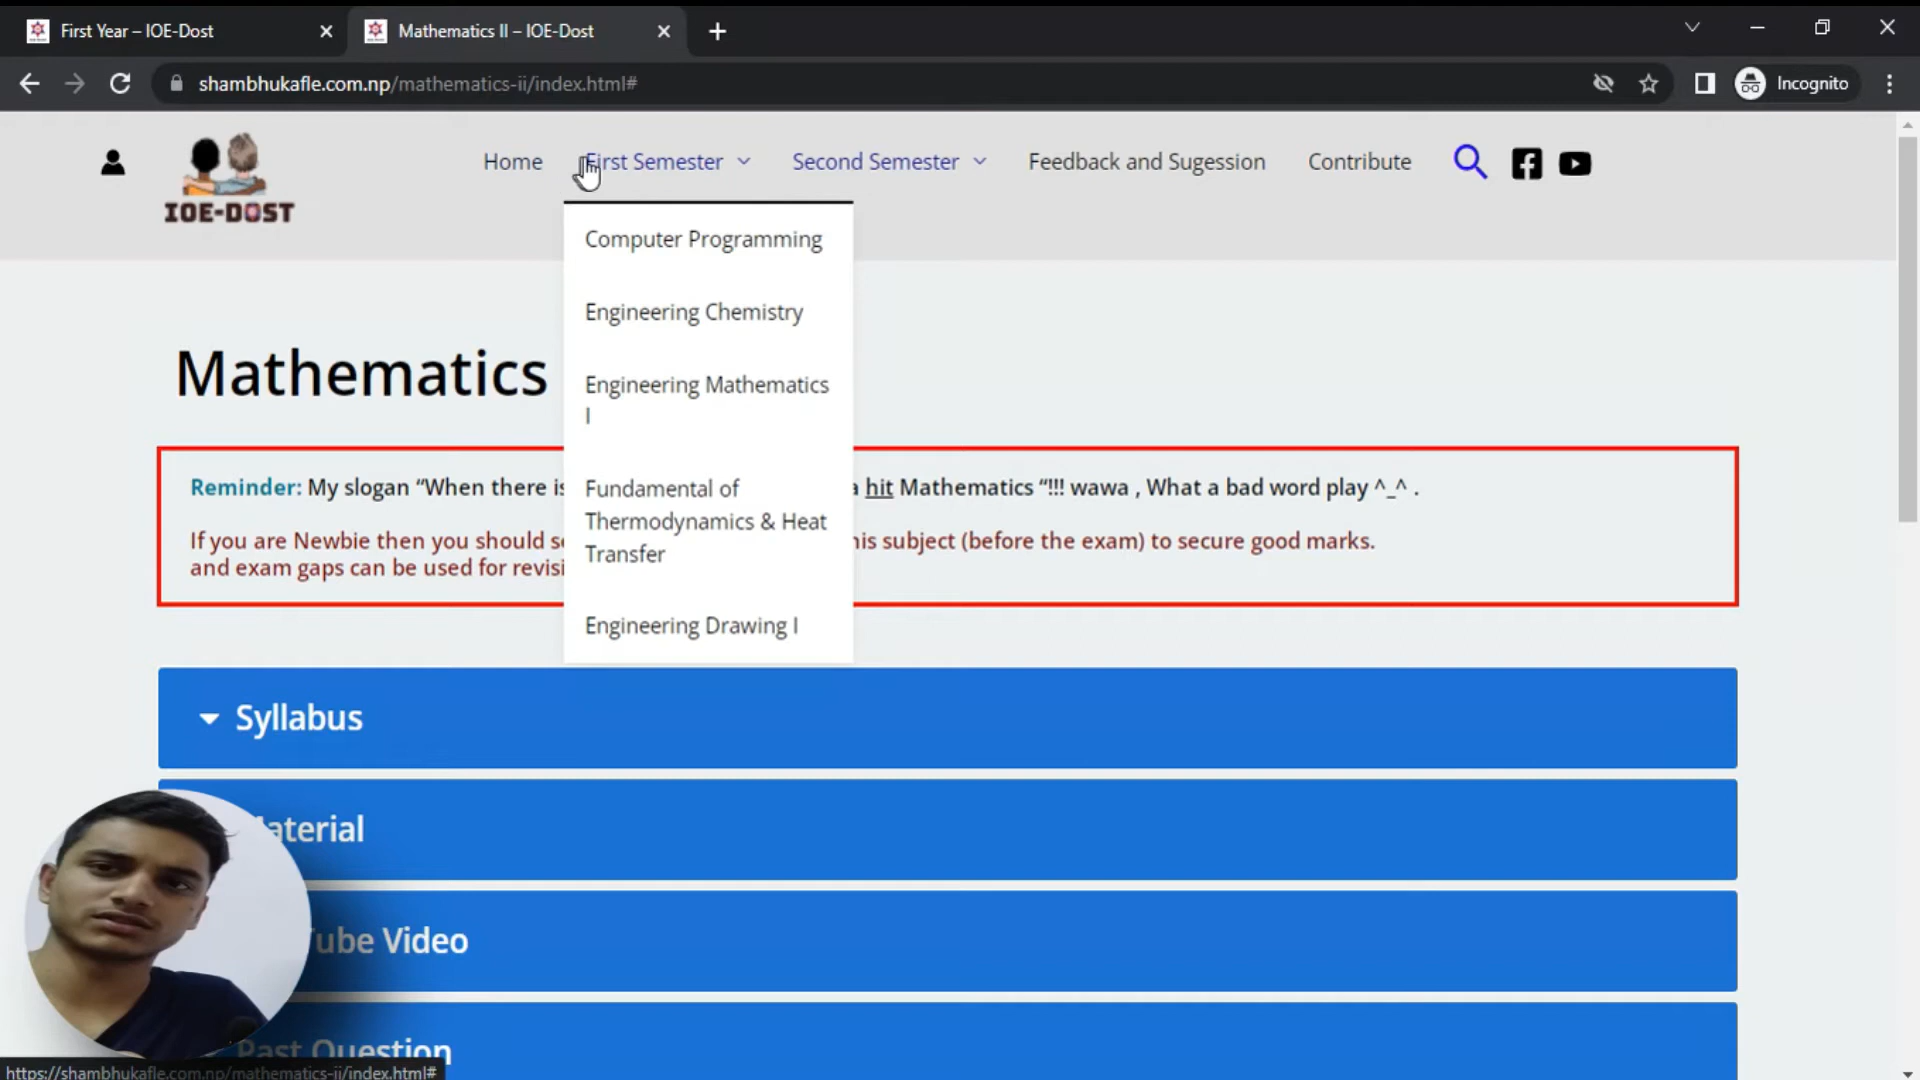 First Year – IOE-Dost
Mathematics II – IOE-Dost
shambhukafle.com.np/mathematics-ii/index.html#
Incognito
IOE-DOST
Home
First Semester
Second Semester
Feedback and Sugession
Contribute
Computer Programming
Engineering Chemistry
Engineering Mathematics
I
Fundamental of
Thermodynamics & Heat
Transfer
Engineering Drawing I
Mathematics
Reminder: My slogan “When there is
a hit Mathematics “!!! wawa , What a bad word play ^_^ .
If you are Newbie then you should
subject (before the exam) to secure good marks.
and exam gaps can be used for
Syllabus
Video
Past Question
https://shambhukafle.com.np/mathematics-ii/index.html#